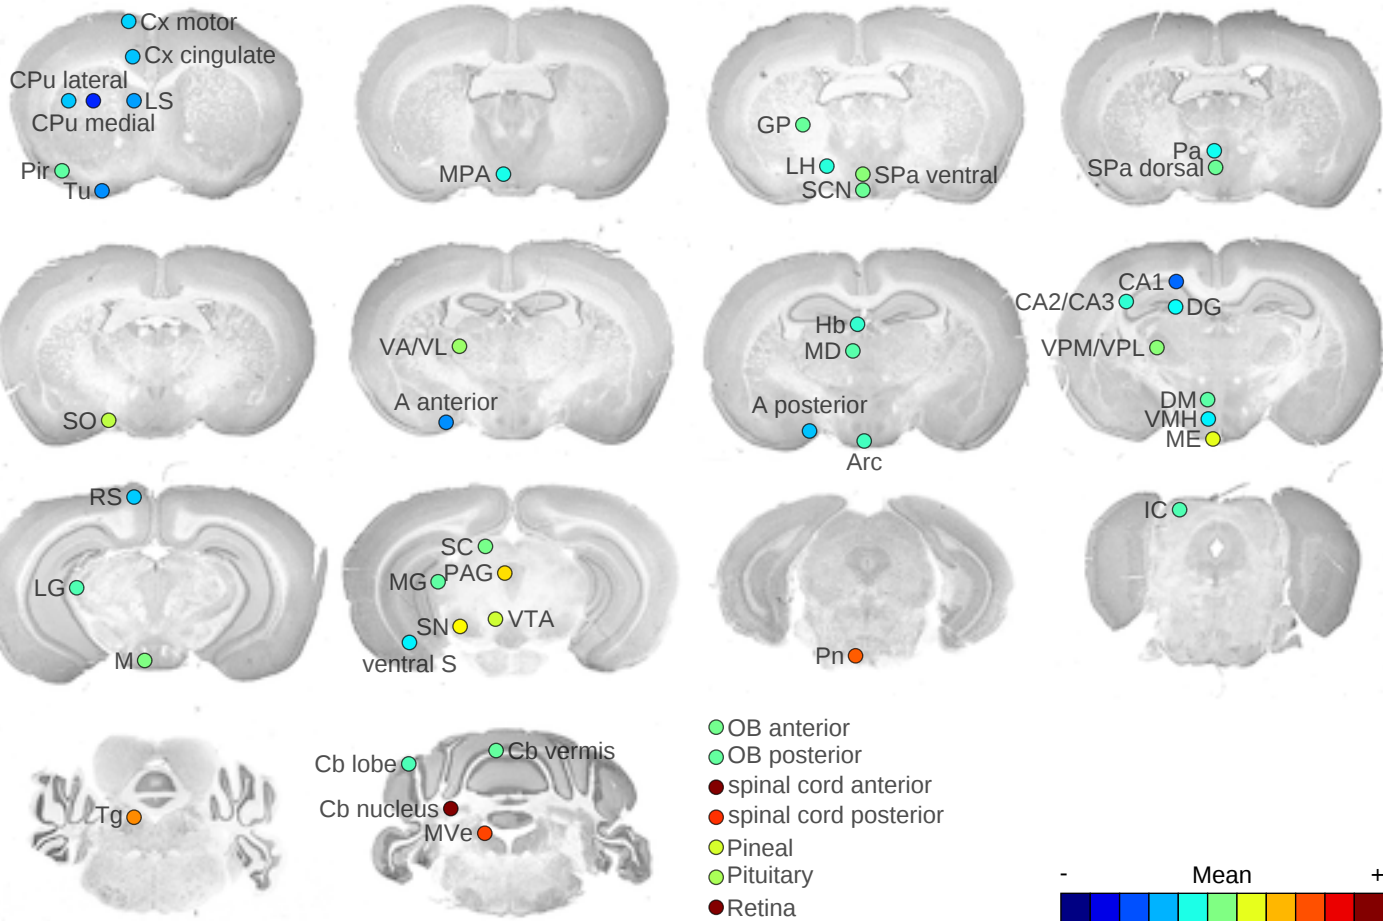 Cx motor
Cx cingulate
CPu lateral
LS
CPu medial
Pir
Tu
MPA
GP
LH
SPa ventral
SCN
Pa
SPa dorsal
SO
VA/VL
A anterior
Hb
MD
A posterior
Arc
CA1
CA2/CA3
DG
VPM/VPL
DM
VMH
ME
RS
LG
M
SC
PAG
MG
SN
VTA
ventral S
Pn
IC
Tg
Cb lobe
Cb vermis
Cb nucleus
MVe
OB anterior
OB posterior
spinal cord anterior
spinal cord posterior
Pineal
Pituitary
Retina
- Mean +